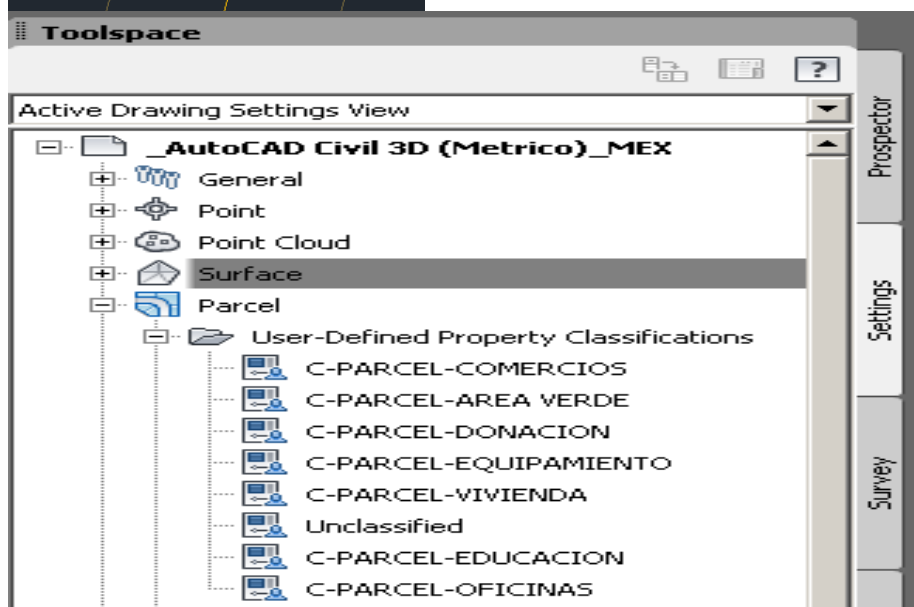 Toolspace
?
Active Drawing Settings View
_AutoCAD Civil 3D (Metrico)_MEX
General
Point
Point Cloud
Surface
Parcel
User-Defined Property Classifications
C-PARCEL-COMERCIOS
C-PARCEL-AREA VERDE
C-PARCEL-DONACION
C-PARCEL-EQUIPAMIENTO
C-PARCEL-VIVIENDA
Unclassified
C-PARCEL-EDUCACION
C-PARCEL-OFICINAS
Prospector
Settings
Survey